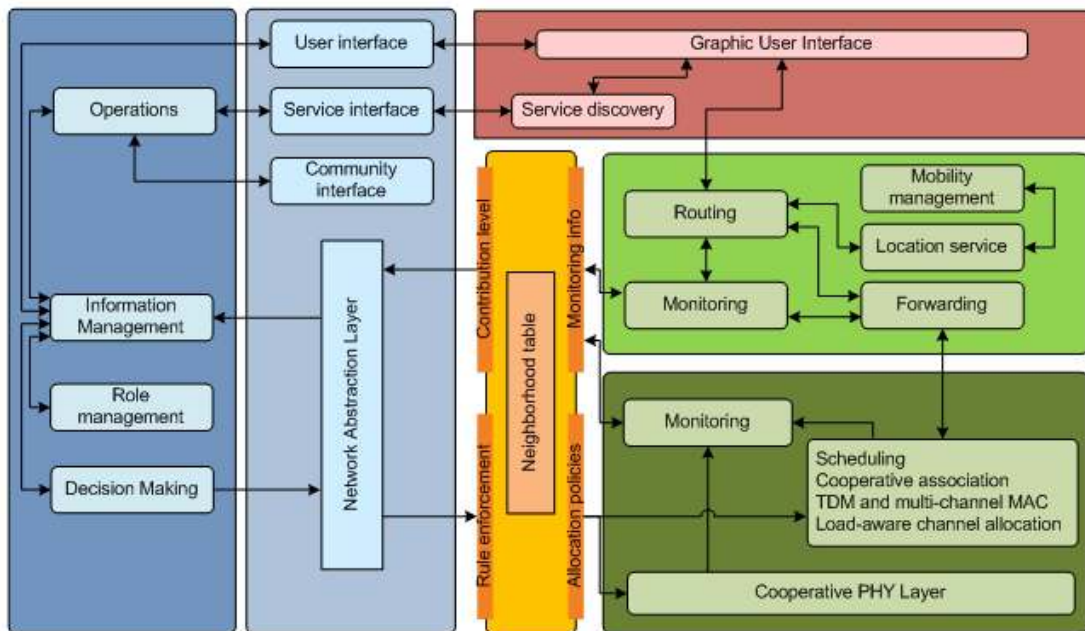 User interface
Graphic User Interface
Operations
Service interface
Service discovery
Community
interface
Mobility
management
Routing
Location service
Contribution level
Monitoring info
Information
Management
Network Abstraction Layer
Neighborhood table
Monitoring
Forwarding
Role
management
Monitoring
Decision Making
Rule enforcement
Allocation policies
Scheduling
Cooperative association
TDM and multi-channel MAC
Load-aware channel allocation
Cooperative PHY Layer